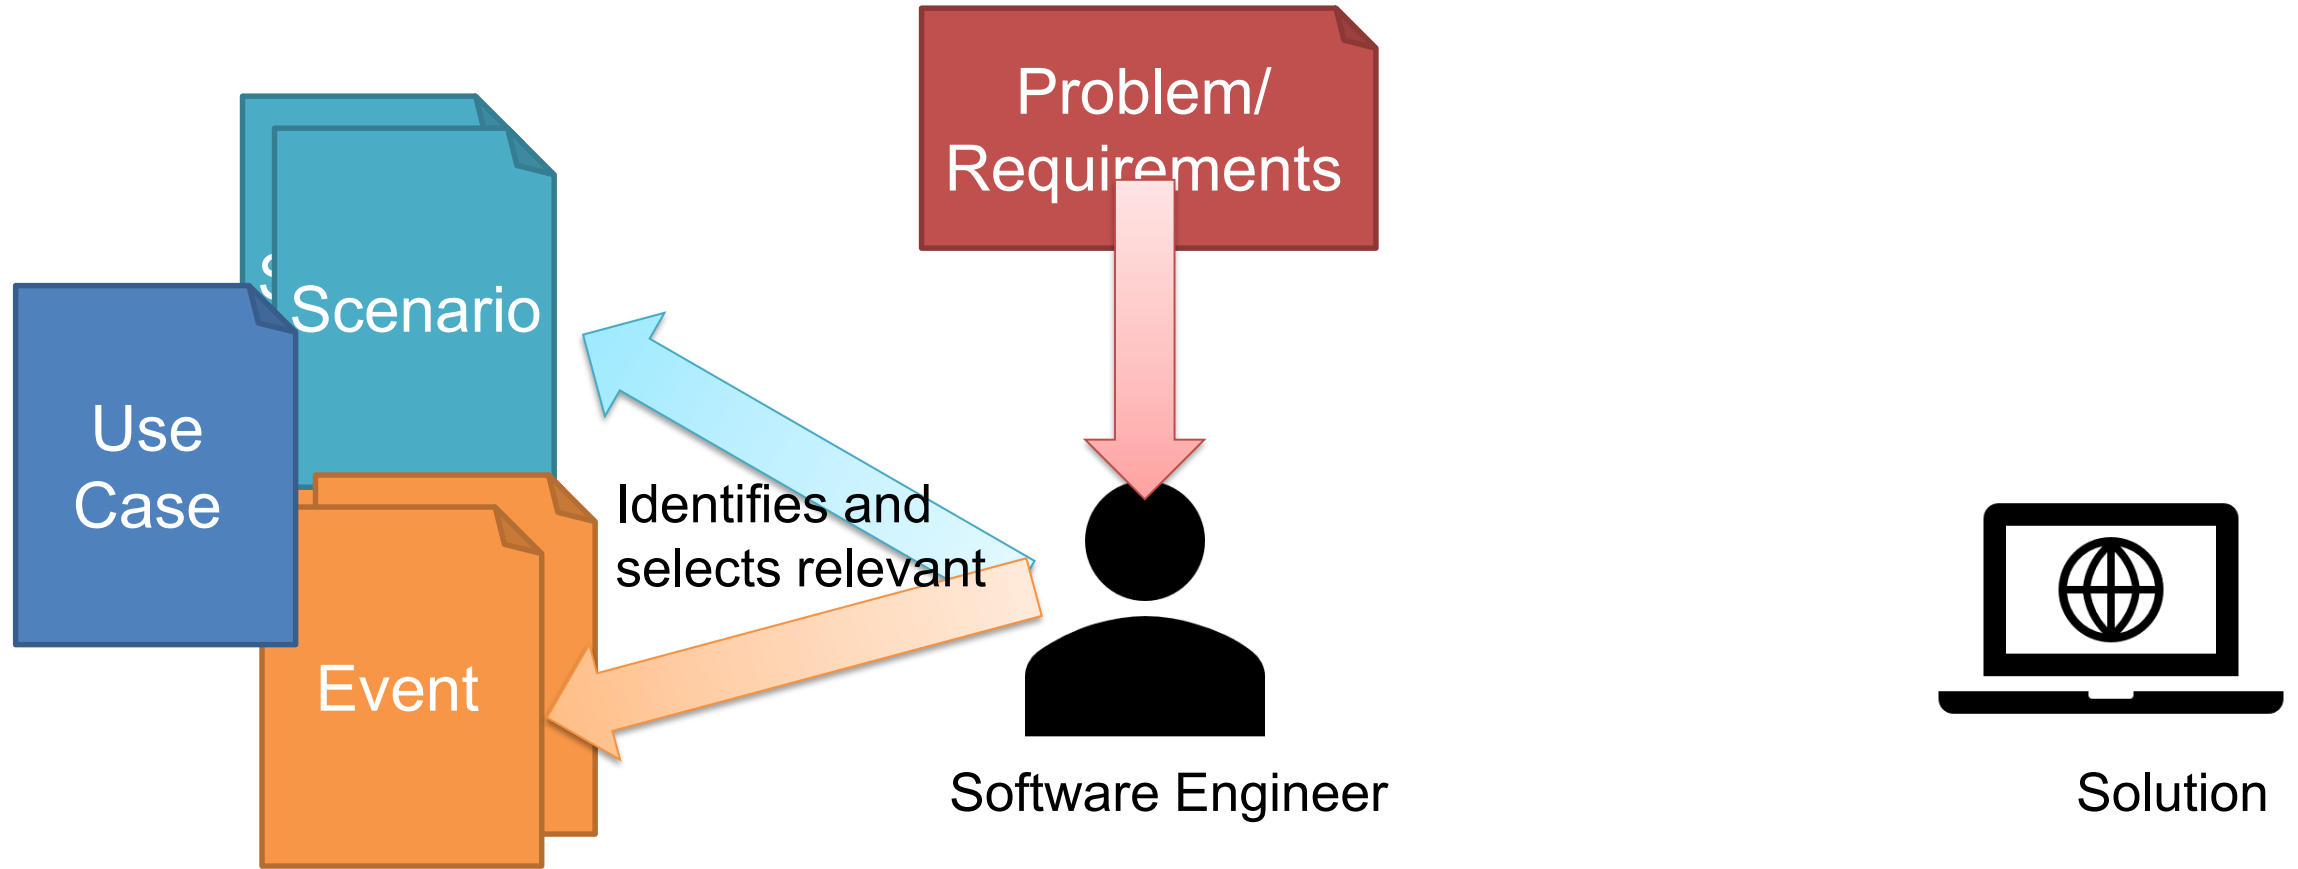 Problem/
Requirements
Scenario
Use
Case
Identifies and
selects relevant
Event
Software Engineer
Solution